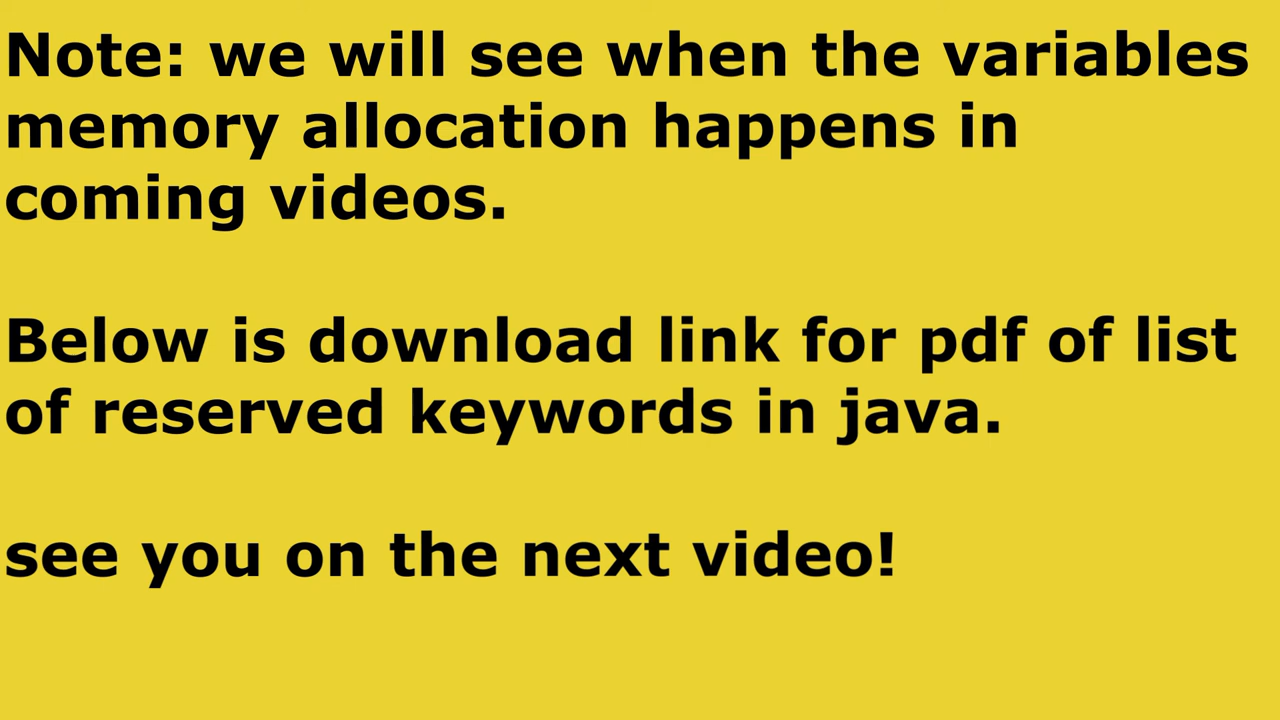 Note: we will see when the variables
memory allocation happens in
coming videos.
Below is download link for pdf of list
of reserved keywords in java.
see you on the next video!